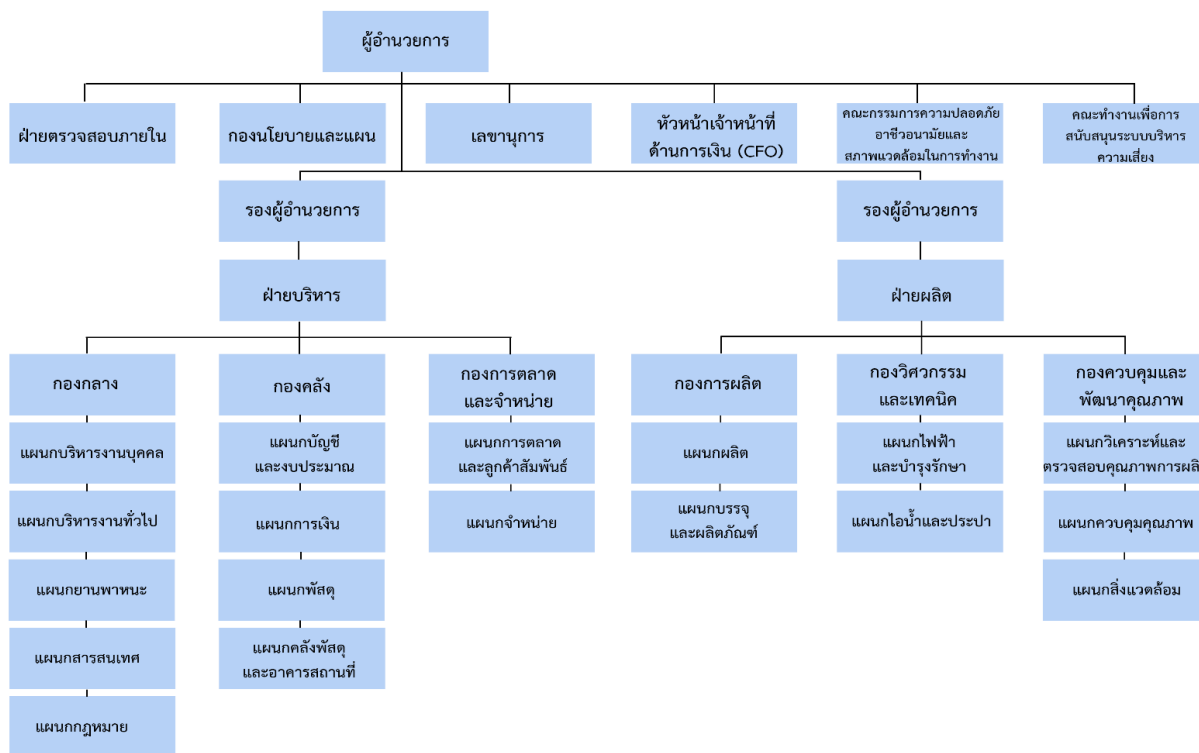 ผู้อำนวยการ
ฝ่ายตรวจสอบภายใน
กองนโยบายและแผน
เลขานุการ
หัวหน้าเจ้าหน้าที่
ด้านการเงิน (CFO)
คณะกรรมการความปลอดภัย
อาชีวอนามัยและ
สภาพแวดล้อมในการทำงาน
คณะทำงานเพื่อการ
สนับสนุนระบบบริหาร
ความเสี่ยง
รองผู้อำนวยการ
รองผู้อำนวยการ
ฝ่ายบริหาร
ฝ่ายผลิต
กองกลาง
กองคลัง
กองการตลาด
และจำหน่าย
กองการผลิต
กองวิศวกรรม
และเทคนิค
กองควบคุมและ
พัฒนาคุณภาพ
แผนกบริหารงานบุคคล
แผนกบัญชี
และงบประมาณ
แผนกการตลาด
และลูกค้าสัมพันธ์
แผนกผลิต
แผนกไฟฟ้า
และบำรุงรักษา
แผนกวิเคราะห์และ
ตรวจสอบคุณภาพการผลิ
แผนกบริหารงานทั่วไป
แผนกการเงิน
แผนกจำหน่าย
แผนกบรรจุ
และผลิตภัณฑ์
แผนกไอน้ำและประปา
แผนกควบคุมคุณภาพ
แผนกยานพาหนะ
แผนกพัสดุ
แผนกสิ่งแวดล้อม
แผนกสารสนเทศ
แผนกคลังพัสดุ
และอาคารสถานที่
แผนกกฎหมาย